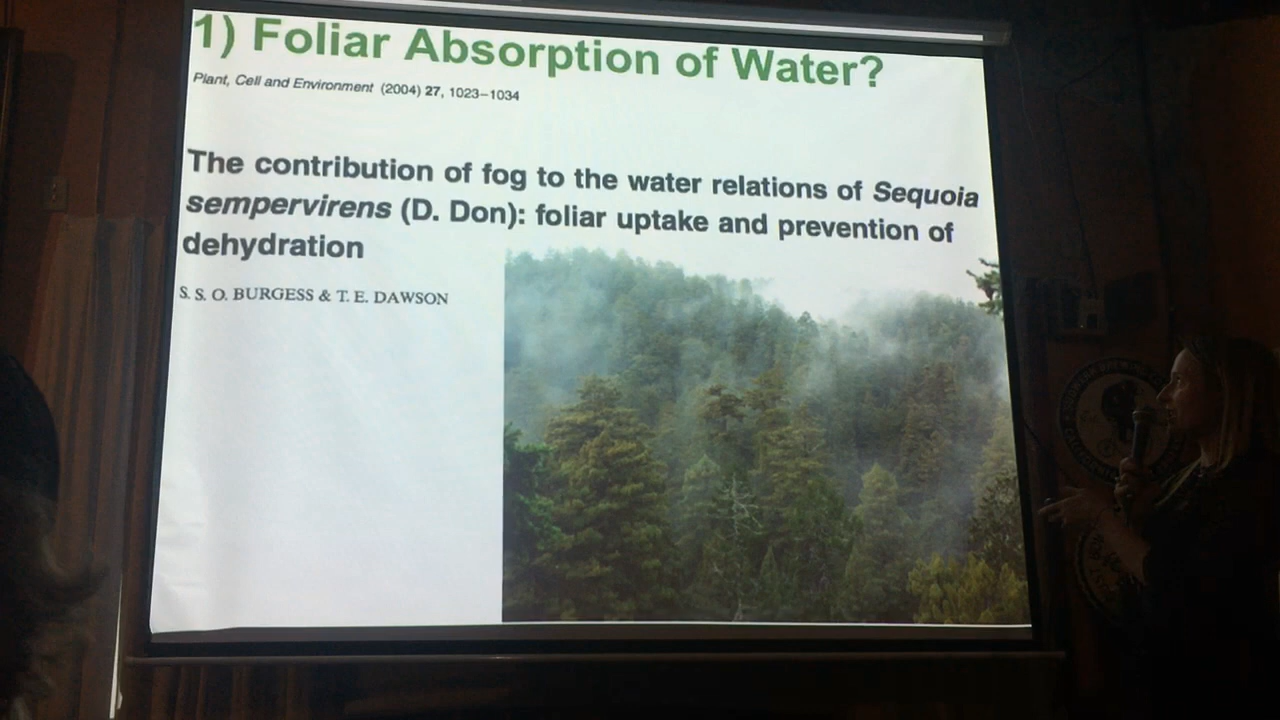 1) Foliar Absorption of Water?
Plant, Cell and Environment (2004) 27, 1023–1034
The contribution of fog to the water relations of Sequoia
sempervirens (D. Don): foliar uptake and prevention of
dehydration
S. S. O. BURGESS & T. E. DAWSON